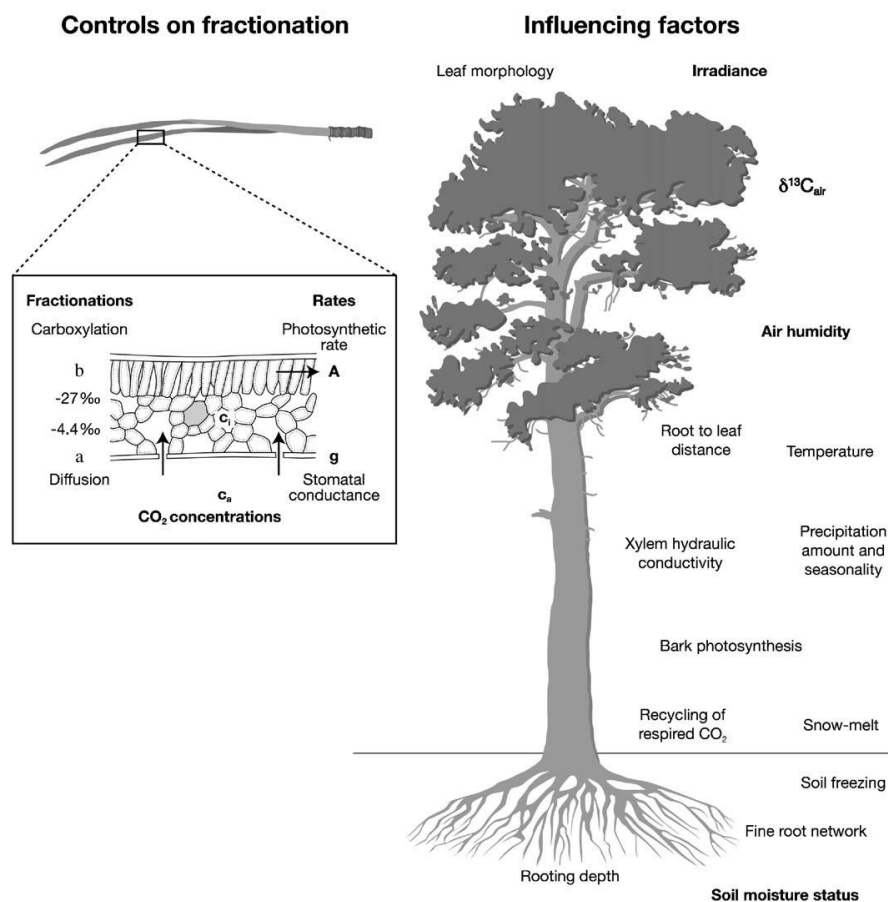 Controls on fractionation
Influencing factors
Leaf morphology
Irradiance
δ¹³Cair
Fractionations
Rates
Carboxylation
Photosynthetic
rate
b
A
-27 ‰
ci
-4.4 ‰
a
g
Diffusion
Stomatal
conductance
ca
CO₂ concentrations
Air humidity
Root to leaf
distance
Temperature
Xylem hydraulic
conductivity
Precipitation
amount and
seasonality
Bark photosynthesis
Recycling of
respired CO₂
Snow-melt
Soil freezing
Fine root network
Rooting depth
Soil moisture status